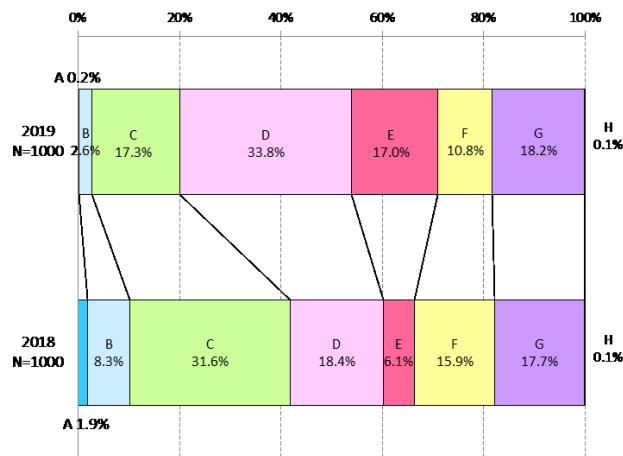 0% 20% 40% 60% 80% 100%
A 0.2%
2019
N=1000
B
2.6%
C
17.3%
D
33.8%
E
17.0%
F
10.8%
G
18.2%
H
0.1%
2018
N=1000
B
8.3%
C
31.6%
D
18.4%
E
6.1%
F
15.9%
G
17.7%
H
0.1%
A 1.9%